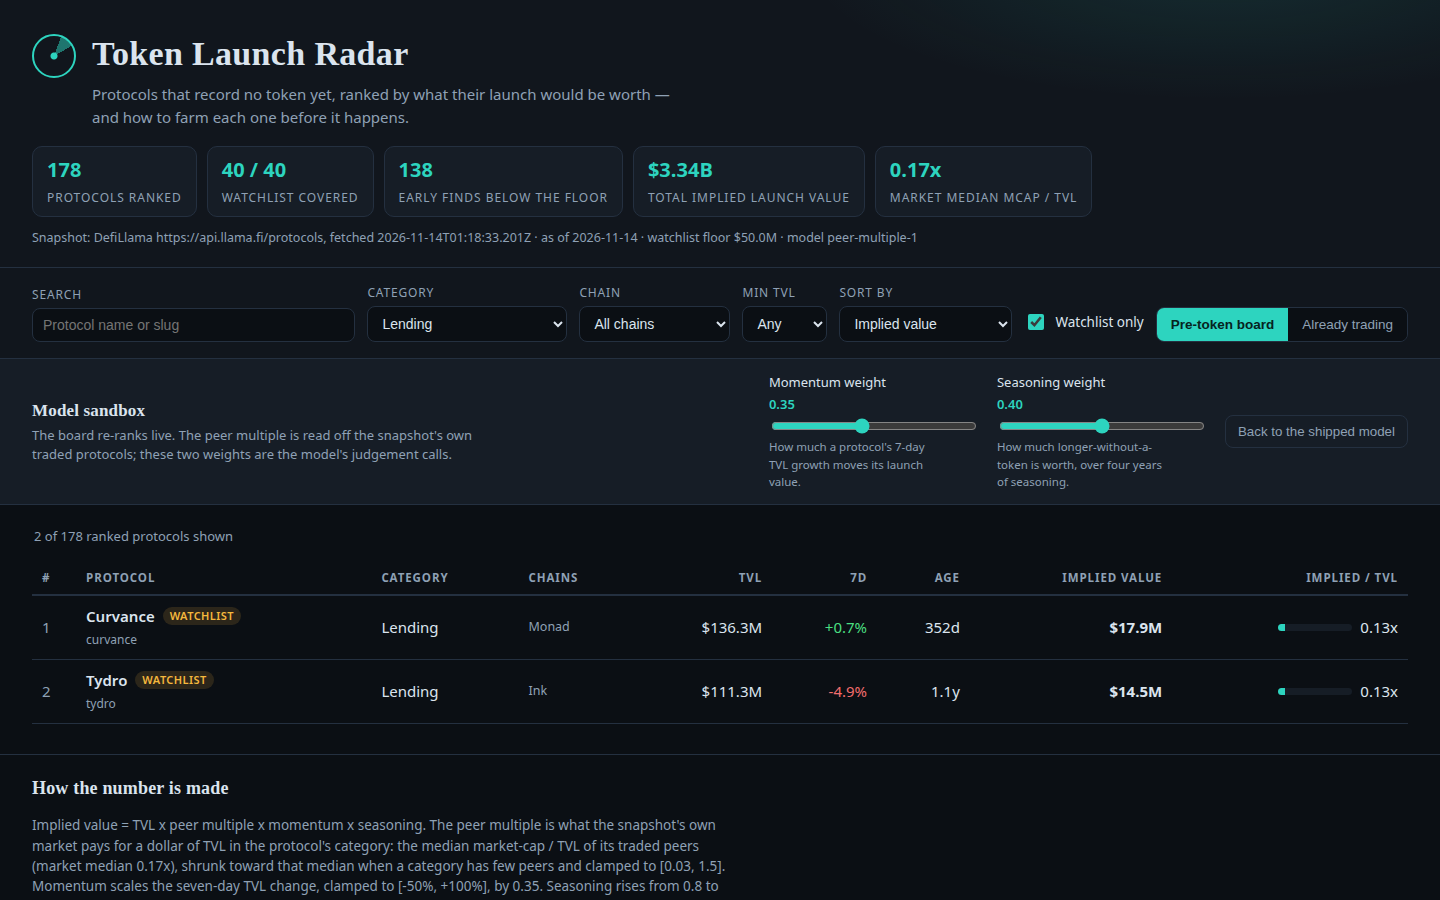 Token Launch Radar
Protocols that record no token yet, ranked by what their launch would be worth —
and how to farm each one before it happens.
178
PROTOCOLS RANKED
40 / 40
WATCHLIST COVERED
138
EARLY FINDS BELOW THE FLOOR
$3.34B
TOTAL IMPLIED LAUNCH VALUE
0.17x
MARKET MEDIAN MCAP / TVL
Snapshot: DefiLlama https://api.llama.fi/protocols, fetched 2026-11-14T01:18:33.201Z · as of 2026-11-14 · watchlist floor $50.0M · model peer-multiple-1
SEARCH
Protocol name or slug
CATEGORY
Lending
CHAIN
All chains
MIN TVL
Any
SORT BY
Implied value
Watchlist only
Pre-token board
Already trading
Model sandbox
The board re-ranks live. The peer multiple is read off the snapshot's own
traded protocols; these two weights are the model's judgement calls.
Momentum weight
0.35
How much a protocol's 7-day
TVL growth moves its launch
value.
Seasoning weight
0.40
How much longer-without-a-
token is worth, over four years
of seasoning.
Back to the shipped model
2 of 178 ranked protocols shown
# PROTOCOL CATEGORY CHAINS TVL 7D AGE IMPLIED VALUE IMPLIED / TVL
1 Curvance WATCHLIST Lending Monad $136.3M +0.7% 352d $17.9M 0.13x
curvance
2 Tydro WATCHLIST Lending Ink $111.3M -4.9% 1.1y $14.5M 0.13x
tydro
How the number is made
Implied value = TVL x peer multiple x momentum x seasoning. The peer multiple is what the snapshot's own
market pays for a dollar of TVL in the protocol's category: the median market-cap / TVL of its traded peers
(market median 0.17x), shrunk toward that median when a category has few peers and clamped to [0.03, 1.5].
Momentum scales the seven-day TVL change, clamped to [-50%, +100%], by 0.35. Seasoning rises from 0.8 to